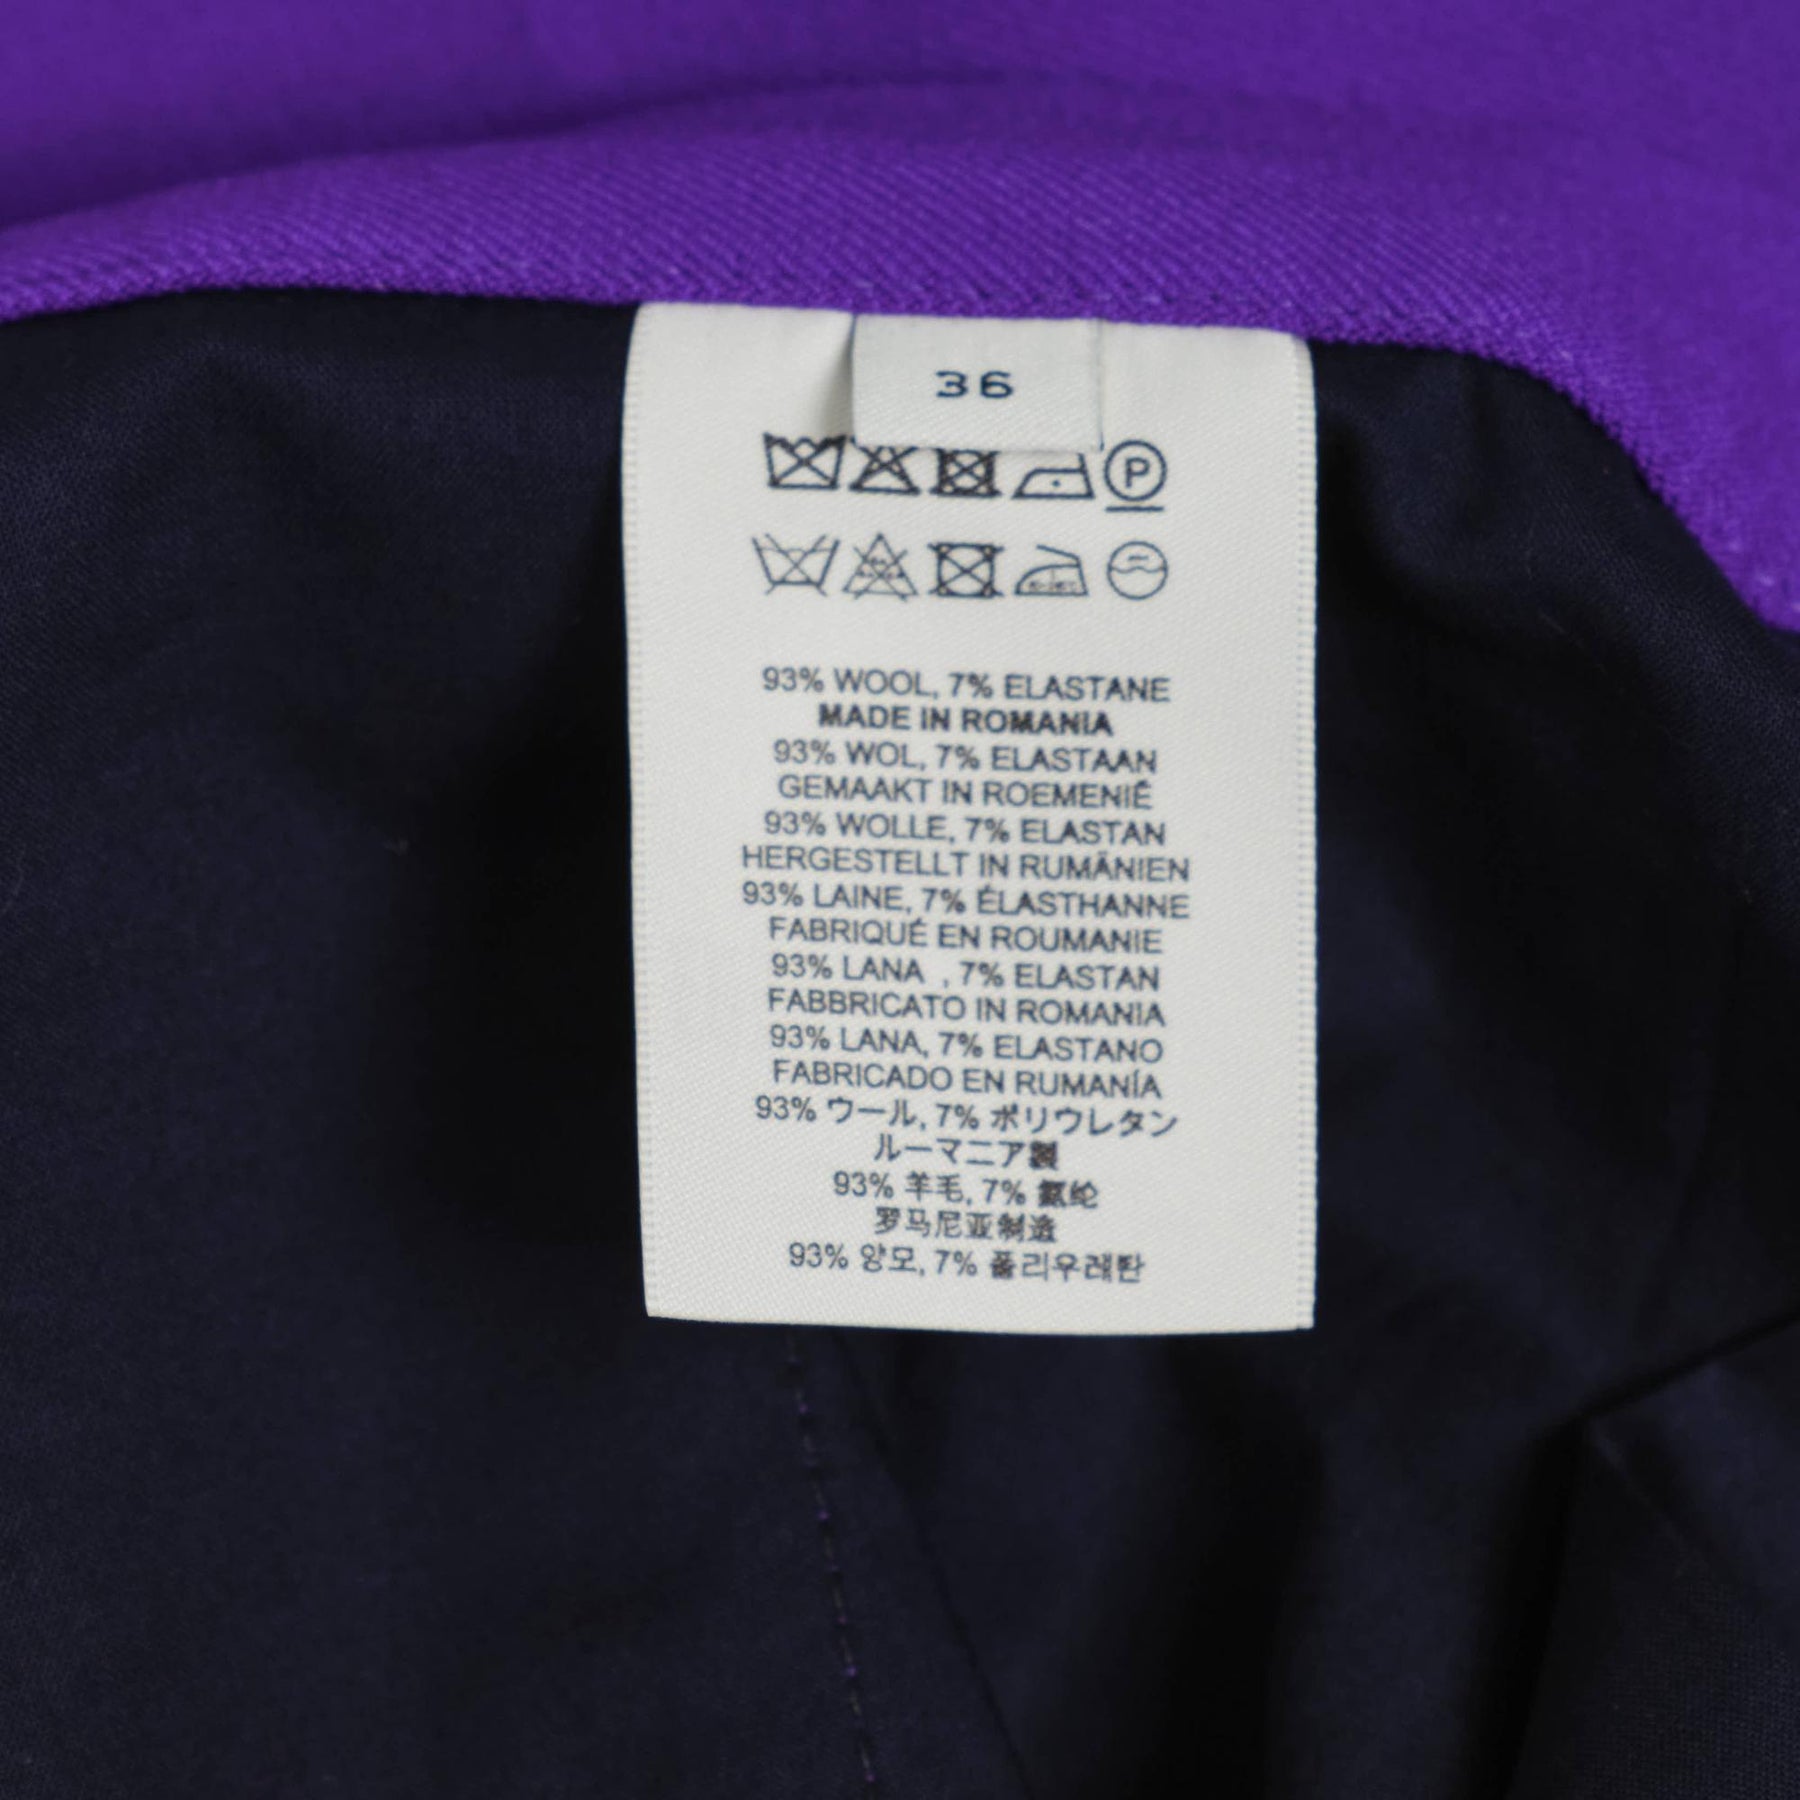 36
P
93% WOOL, 7% ELASTANE
MADE IN ROMANIA
93% WOL, 7% ELASTAAN
GEMAAKT IN ROEMENIÉ
93% WOLLE, 7% ELASTAN
HERGESTELLT IN RUMÄNIEN
93% LAINE, 7% ÉLASTHANNE
FABRIQUÉ EN ROUMANIE
93% LANA , 7% ELASTAN
FABBRICATO IN ROMANIA
93% LANA, 7% ELASTANO
FABRICADO EN RUMANÍA
93% ウール, 7% ポリウレタン
ルーマニア製
93% 羊毛, 7% 氨纶
罗马尼亚制造
93% 양모, 7% 폴리우레탄